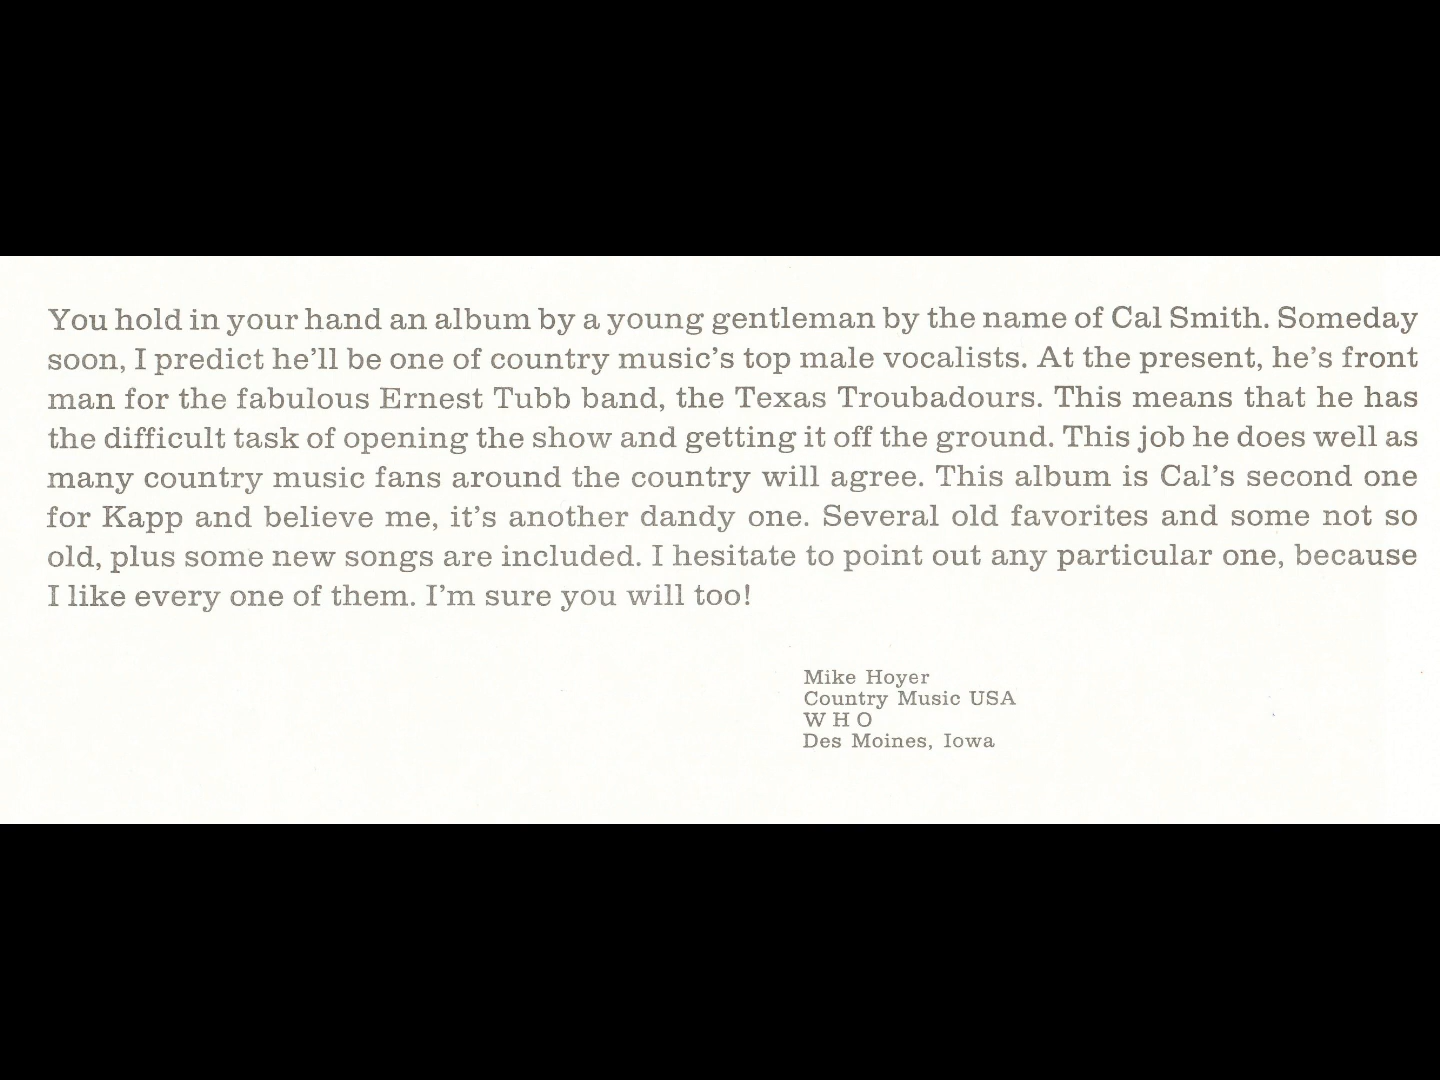 You hold in your hand an album by a young gentleman by the name of Cal Smith. Someday
soon, I predict he’ll be one of country music’s top male vocalists. At the present, he’s front
man for the fabulous Ernest Tubb band, the Texas Troubadours. This means that he has
the difficult task of opening the show and getting it off the ground. This job he does well as
many country music fans around the country will agree. This album is Cal’s second one
for Kapp and believe me, it’s another dandy one. Several old favorites and some not so
old, plus some new songs are included. I hesitate to point out any particular one, because
I like every one of them. I’m sure you will too!
Mike Hoyer
Country Music USA
W H O
Des Moines, Iowa